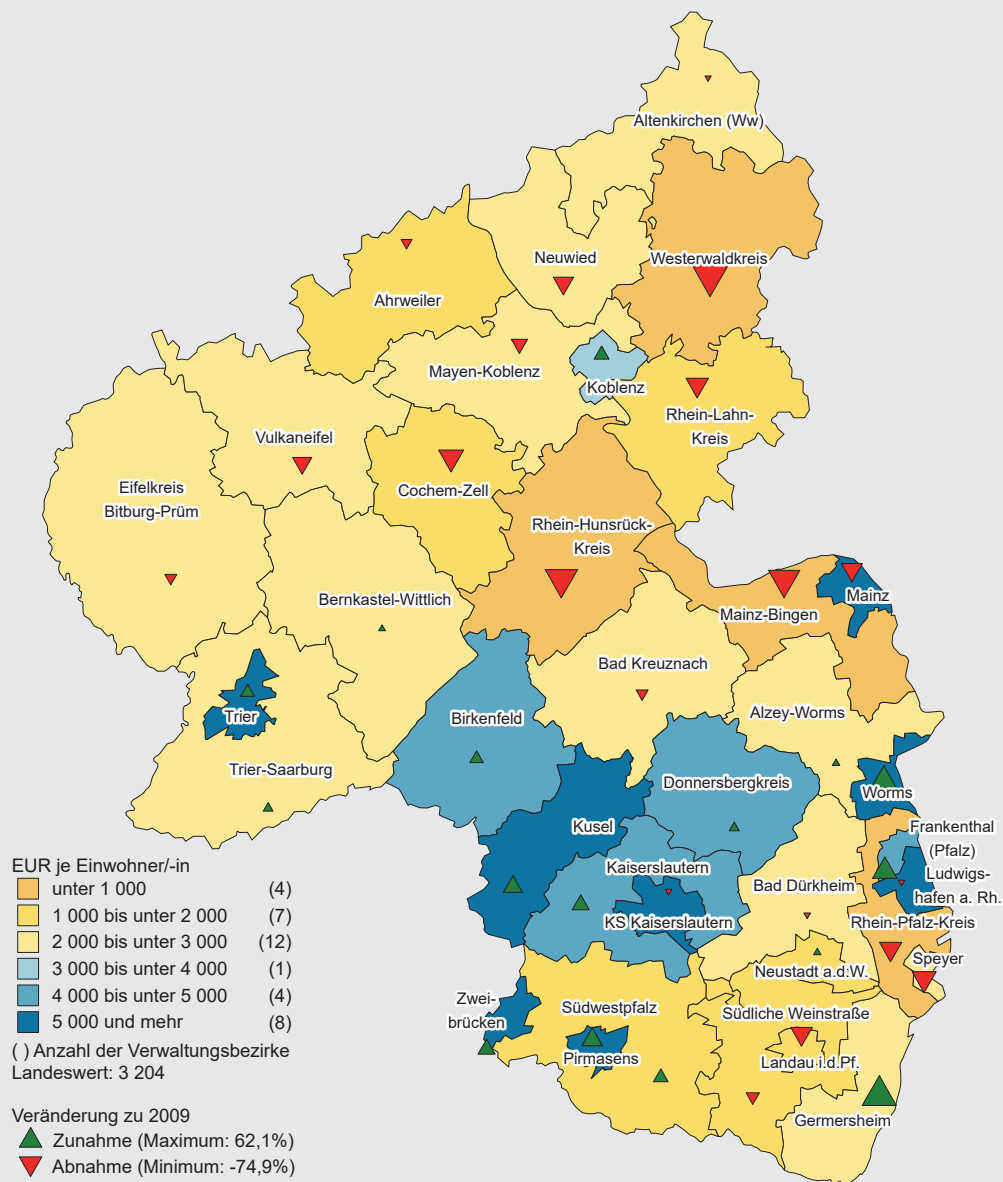 Altenkirchen (Ww)
Neuwied
Westerwaldkreis
Ahrweiler
Mayen-Koblenz
Koblenz
Rhein-Lahn-
Kreis
Vulkaneifel
Cochem-Zell
Eifelkreis
Bitburg-Prüm
Rhein-Hunsrück-
Kreis
Bernkastel-Wittlich
Mainz
Mainz-Bingen
Bad Kreuznach
Alzey-Worms
Trier
Birkenfeld
Trier-Saarburg
Donnersbergkreis
Worms
Kusel
Frankenthal
(Pfalz)
Ludwigs-
hafen a. Rh.
Kaiserslautern
Bad Dürkheim
KS Kaiserslautern
Rhein-Pfalz-Kreis
Speyer
Neustadt a.d.W.
Zwei-
brücken
Südwestpfalz
Südliche Weinstraße
Pirmasens
Landau i.d.Pf.
Germersheim
EUR je Einwohner/-in
unter 1 000 (4)
1 000 bis unter 2 000 (7)
2 000 bis unter 3 000 (12)
3 000 bis unter 4 000 (1)
4 000 bis unter 5 000 (4)
5 000 und mehr (8)
( ) Anzahl der Verwaltungsbezirke
Landeswert: 3 204
Veränderung zu 2009
Zunahme (Maximum: 62,1%)
Abnahme (Minimum: -74,9%)